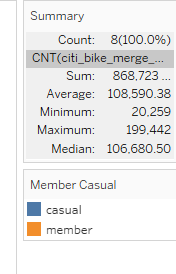 Summary
Count: 8(100.0%)
CNT(citi_bike_merge_...
Sum: 868,723 ...
Average: 108,590.38
Minimum: 20,259
Maximum: 199,442
Median: 106,680.50
Member Casual
casual
member